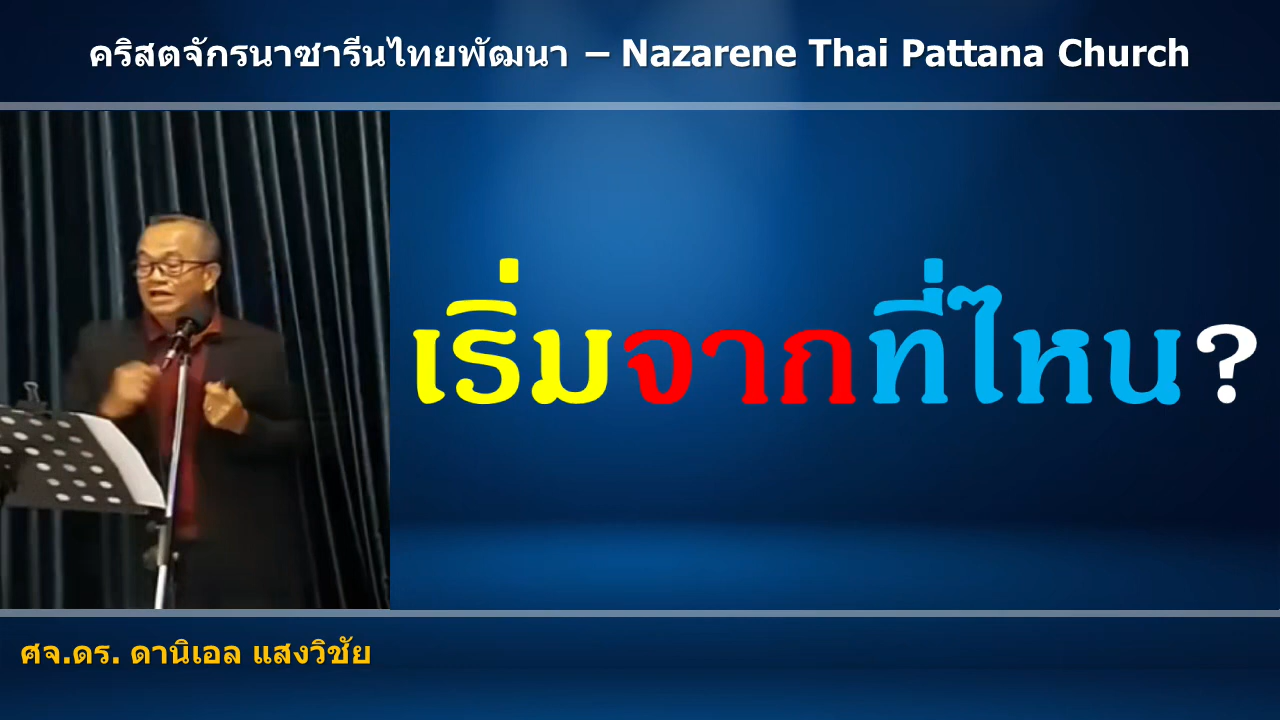 คริสตจักรนาซารีนไทยพัฒนา – Nazarene Thai Pattana Church
เริ่มจากที่ไหน?
ศจ.ดร. ดานิเอล แสงวิชัย